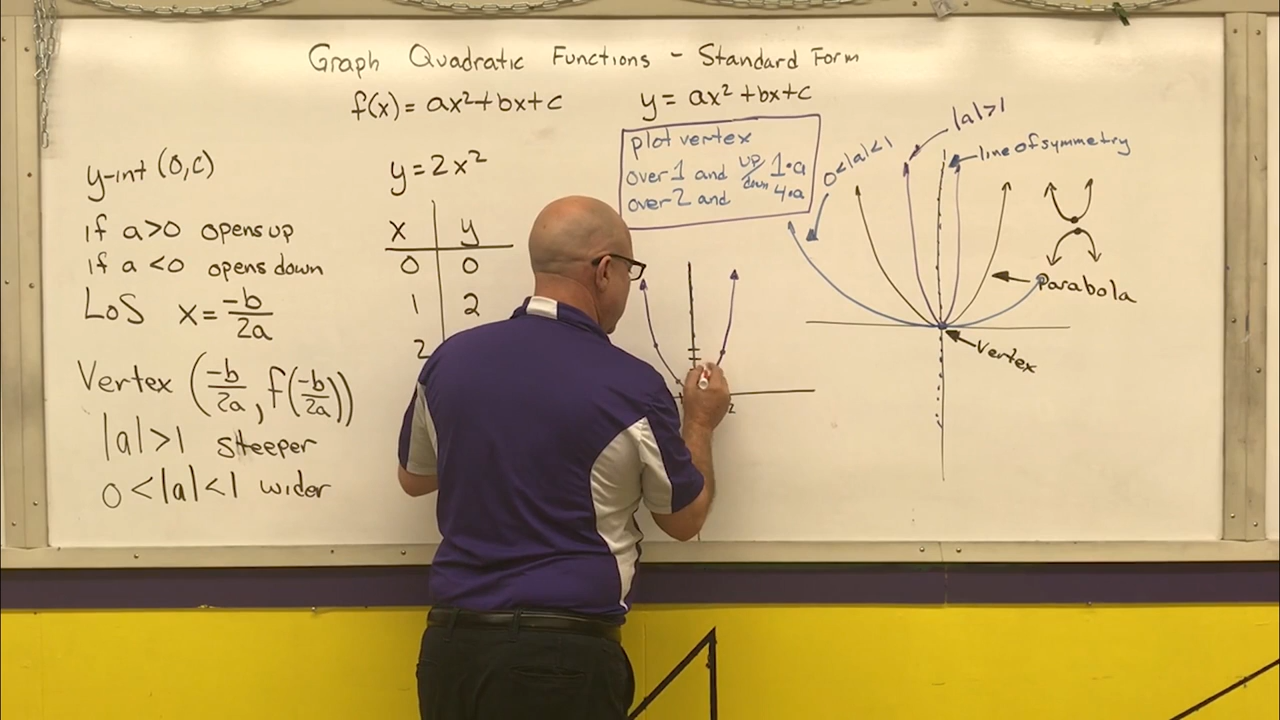 Graph Quadratic Functions - Standard Form
f(x) = ax²+bx+c
y = ax² +bx+c
y-int (0,c)
if a>0 opens up
if a <0 opens down
LoS x = -b/2a
Vertex (-b/2a, f(-b/2a))
|a|>1 steeper
0 <|a|<1 wider
y = 2x²
x y
0 0
1 2
2
plot vertex
over 1 and up/down 1•a
over 2 and 4•a
2
0<|a|<1
|a|>1
line of symmetry
Parabola
Vertex